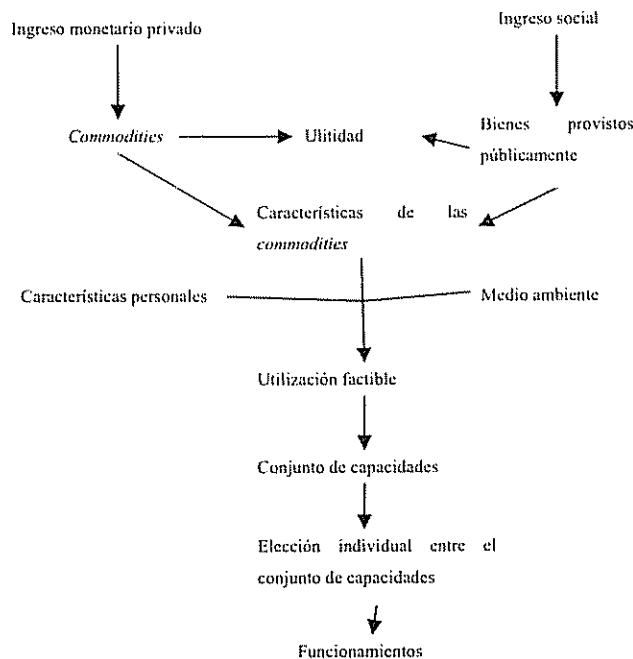 Ingreso monetario privado
Ingreso social
Commodities
Ulitidad
Bienes provistos
públicamente
Características de las
commodities
Características personales
Medio ambiente
Utilización factible
Conjunto de capacidades
Elección individual entre el
conjunto de capacidades
Funcionamientos